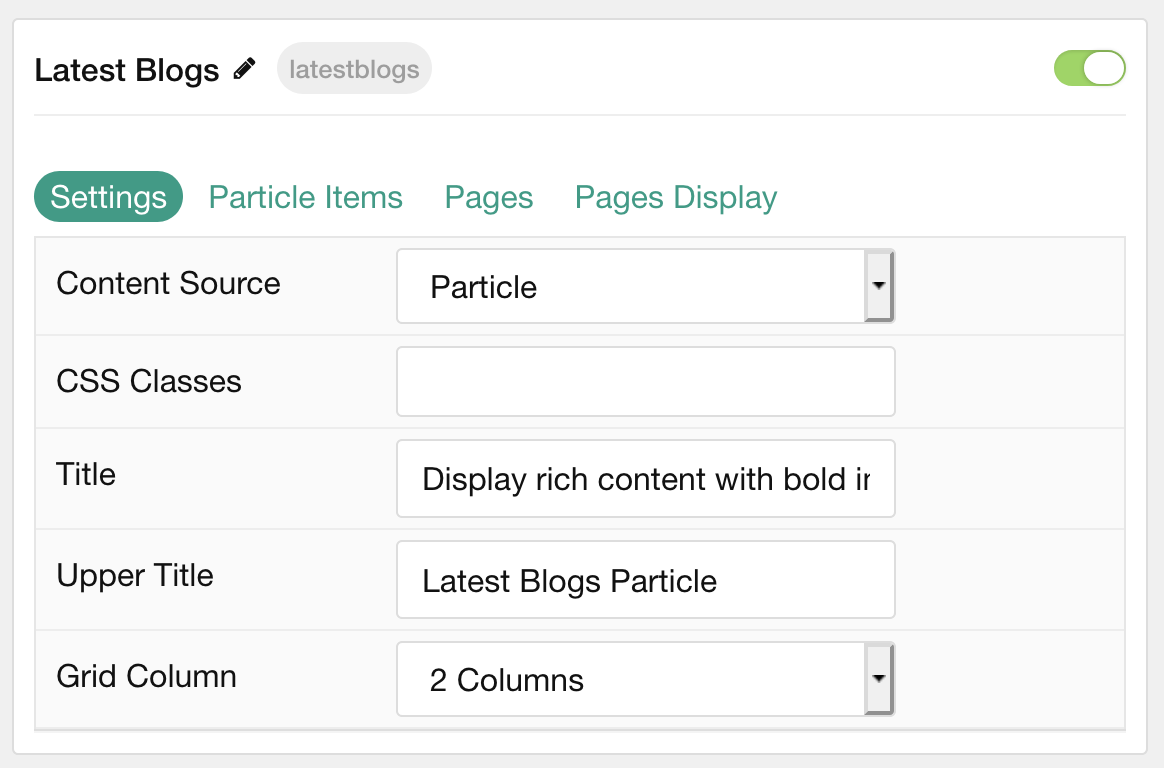 Latest Blogs latestblogs
Settings Particle Items Pages Pages Display
Content Source Particle
CSS Classes
Title Display rich content with bold
Upper Title Latest Blogs Particle
Grid Column 2 Columns